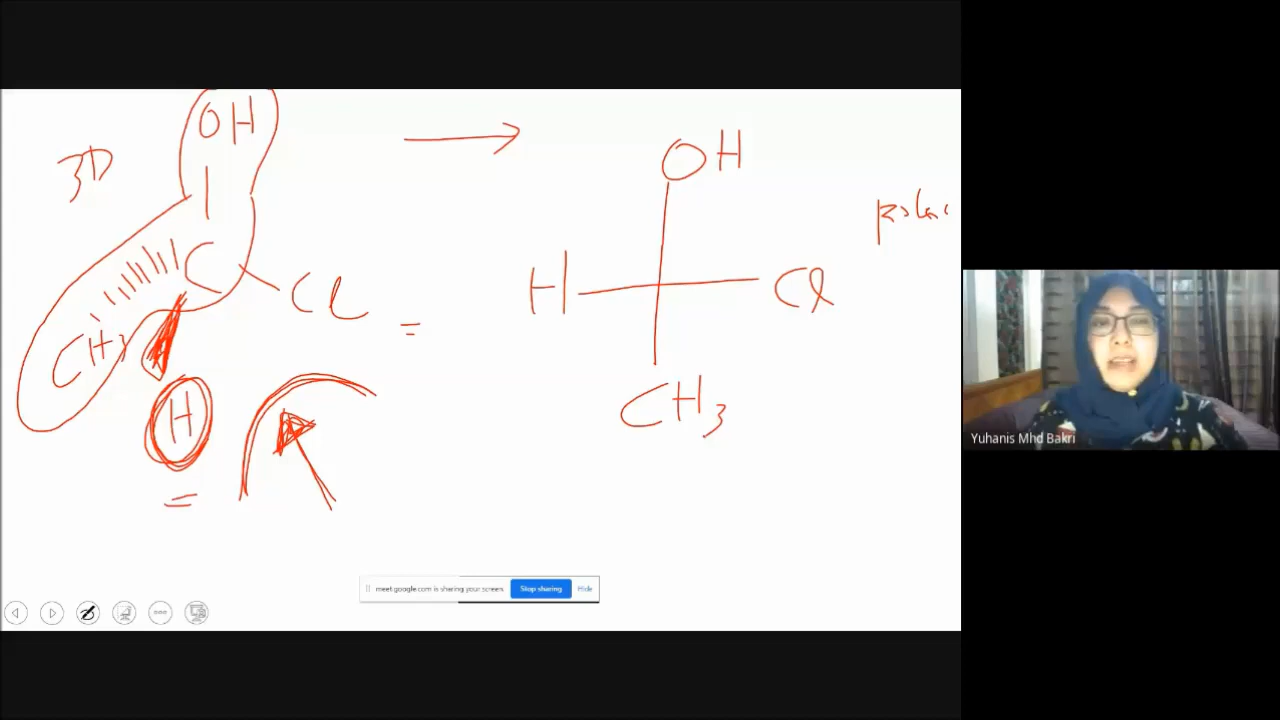 3D
OH
C
Cl
CH3
H
=
=
OH
H
Cl
CH3
meet.google.com is sharing your screen.
Stop sharing
Hide
Yuhanis Mhd Bakri